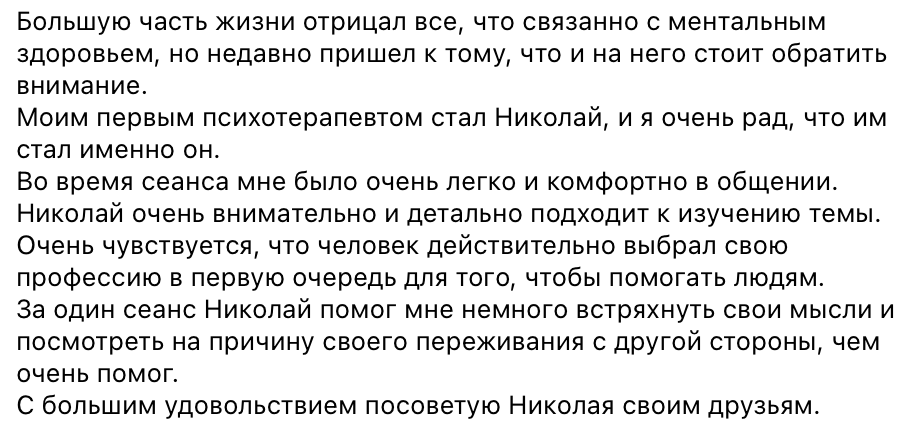 Большую часть жизни отрицал все, что связанно с ментальным
здоровьем, но недавно пришел к тому, что и на него стоит обратить
внимание.
Моим первым психотерапевтом стал Николай, и я очень рад, что им
стал именно он.
Во время сеанса мне было очень легко и комфортно в общении.
Николай очень внимательно и детально подходит к изучению темы.
Очень чувствуется, что человек действительно выбрал свою
профессию в первую очередь для того, чтобы помогать людям.
За один сеанс Николай помог мне немного встряхнуть свои мысли и
посмотреть на причину своего переживания с другой стороны, чем
очень помог.
С большим удовольствием посоветую Николая своим друзьям.